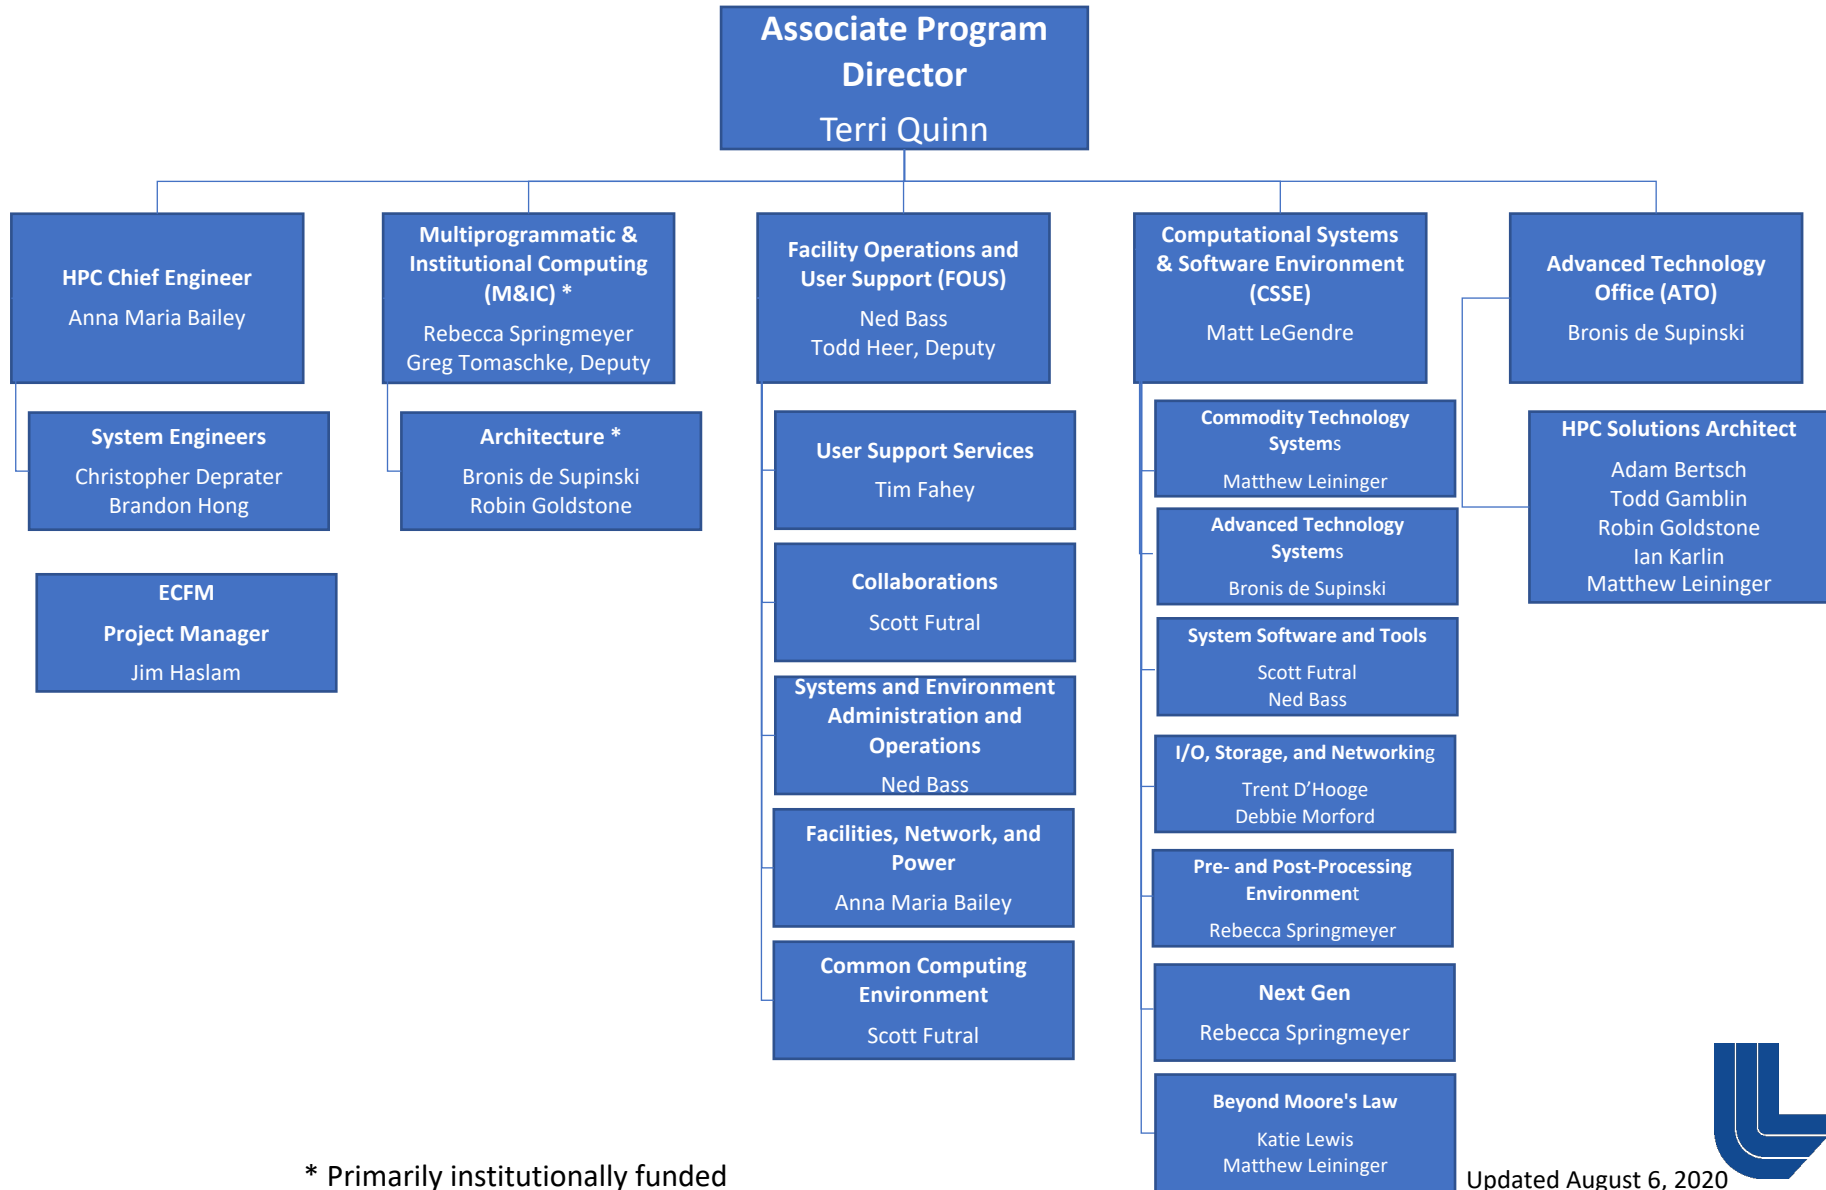 Associate Program
Director
Terri Quinn
HPC Chief Engineer
Anna Maria Bailey
System Engineers
Christopher Deprater
Brandon Hong
ECFM
Project Manager
Jim Haslam
Multiprogrammatic &
Institutional Computing
(M&IC) *
Rebecca Springmeyer
Greg Tomaschke, Deputy
Architecture *
Bronis de Supinski
Robin Goldstone
Facility Operations and
User Support (FOUS)
Ned Bass
Todd Heer, Deputy
User Support Services
Tim Fahey
Collaborations
Scott Futral
Systems and Environment
Administration and
Operations
Ned Bass
Facilities, Network, and
Power
Anna Maria Bailey
Common Computing
Environment
Scott Futral
Computational Systems
& Software Environment
(CSSE)
Matt LeGendre
Commodity Technology
Systems
Matthew Leininger
Advanced Technology
Systems
Bronis de Supinski
System Software and Tools
Scott Futral
Ned Bass
I/O, Storage, and Networking
Trent D’Hooge
Debbie Morford
Pre- and Post-Processing
Environment
Rebecca Springmeyer
Next Gen
Rebecca Springmeyer
Beyond Moore's Law
Katie Lewis
Matthew Leininger
Advanced Technology
Office (ATO)
Bronis de Supinski
HPC Solutions Architect
Adam Bertsch
Todd Gamblin
Robin Goldstone
Ian Karlin
Matthew Leininger
* Primarily institutionally funded
Updated August 6, 2020